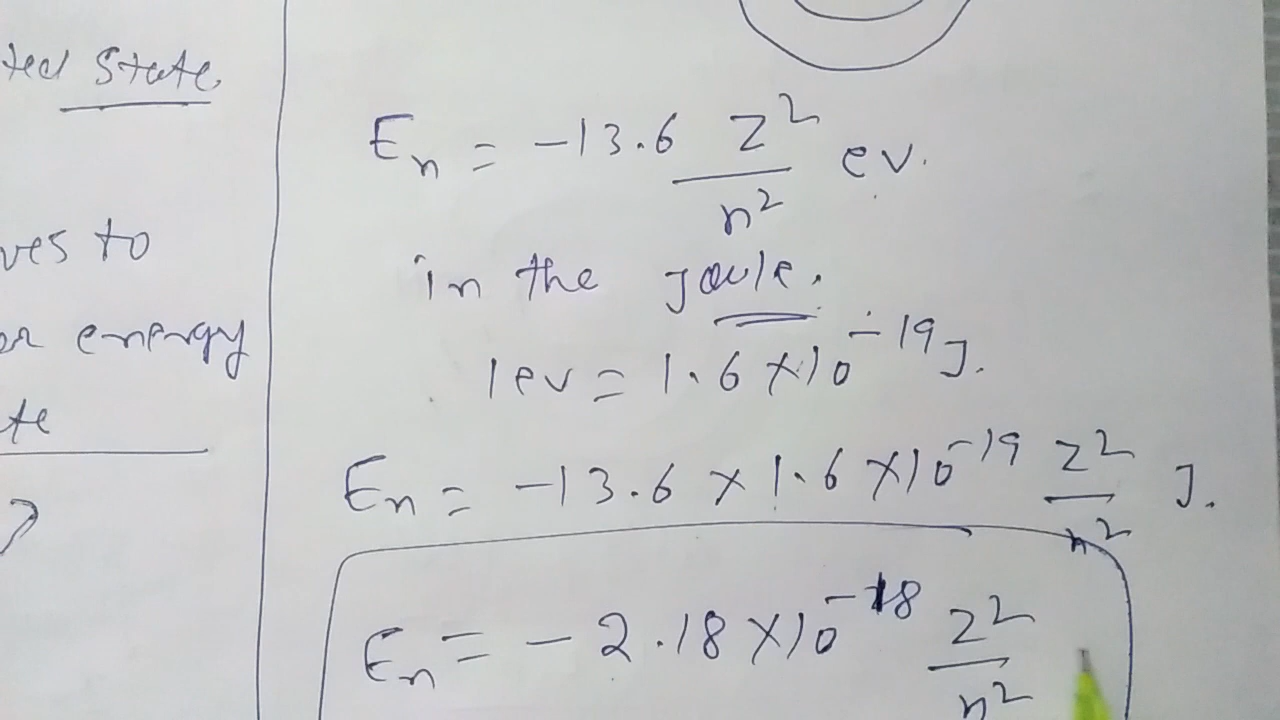 ted State
ves to
er energy
te
En = -13.6 Z²/n² ev.
in the Joule.
1ev = 1.6 × 10⁻¹⁹ J.
En = -13.6 × 1.6 × 10⁻¹⁹ Z²/n² J.
En = -2.18 × 10⁻¹⁸ Z²/n²